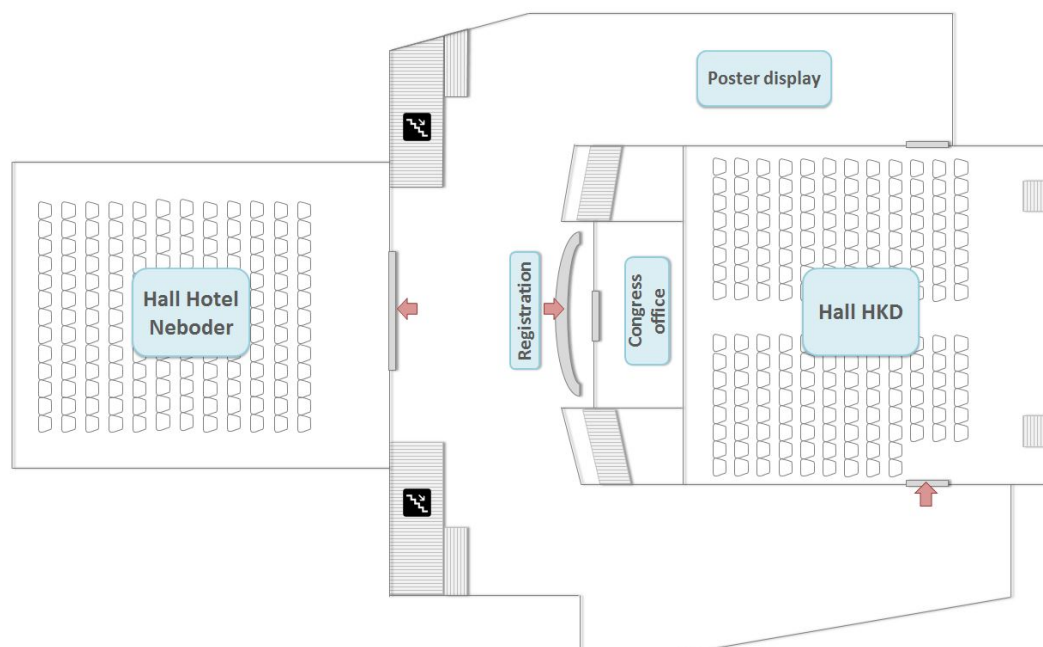 Poster display
Hall Hotel
Neboder
Registration
Congress
office
Hall HKD